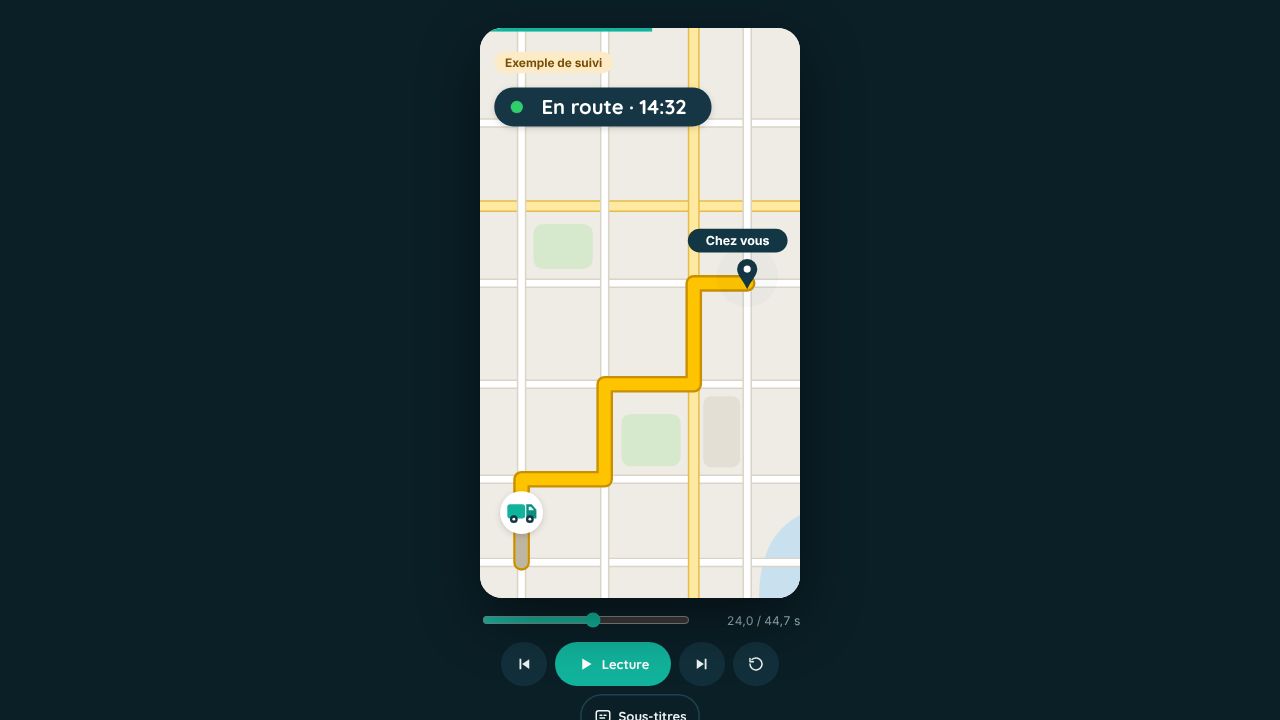 Exemple de suivi
En route · 14:32
Chez vous
24,0 / 44,7 s
Lecture
Sous-titres